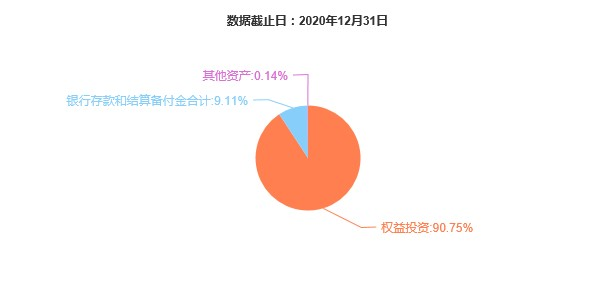 数据截止日：2020年12月31日
其他资产:0.14%
银行存款和结算备付金合计:9.11%
权益投资:90.75%